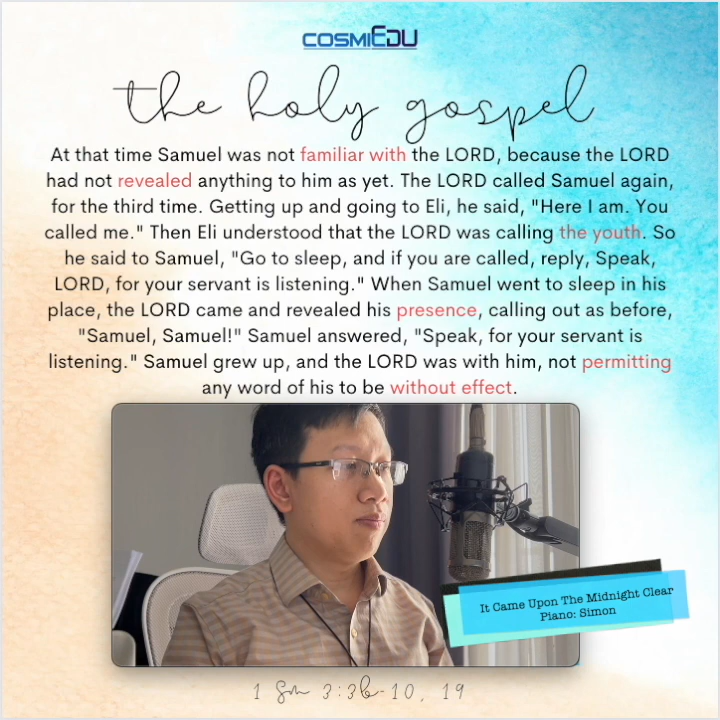 COSMIEDU
the holy gospel
At that time Samuel was not familiar with the LORD, because the LORD
had not revealed anything to him as yet. The LORD called Samuel again,
for the third time. Getting up and going to Eli, he said, "Here I am. You
called me." Then Eli understood that the LORD was calling the youth. So
he said to Samuel, "Go to sleep, and if you are called, reply, Speak,
LORD, for your servant is listening." When Samuel went to sleep in his
place, the LORD came and revealed his presence, calling out as before,
"Samuel, Samuel!" Samuel answered, "Speak, for your servant is
listening." Samuel grew up, and the LORD was with him, not permitting
any word of his to be without effect.
It Came Upon The Midnight Clear
Piano: Simon
1 Sm 3:3b-10, 19